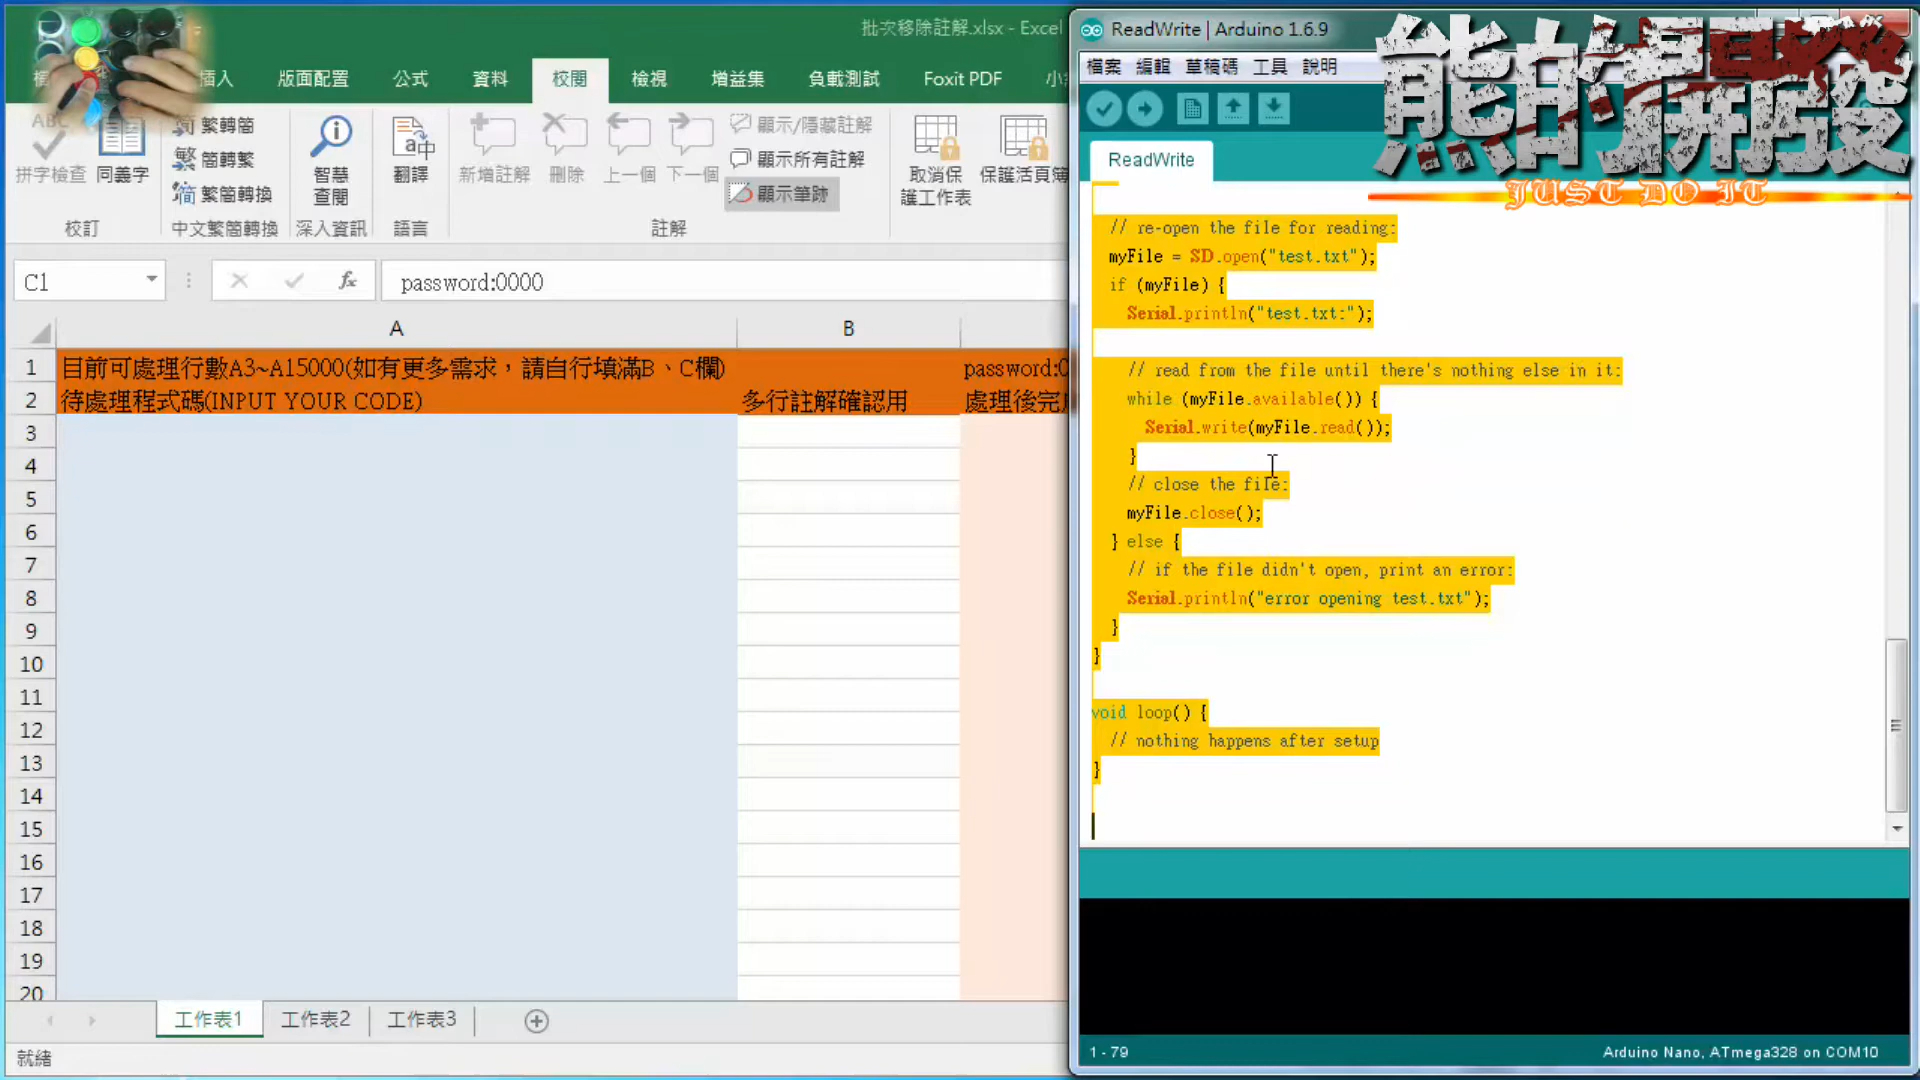 批次移除註解.xlsx - Excel
插入 版面配置 公式 資料 校閱 檢視 增益集 負載測試 Foxit PDF
ABC
拼字檢查
同義字
校訂
繁轉簡
簡轉繁
繁簡轉換
中文繁簡轉換
智慧
查閱
深入資訊
翻譯
語言
新增註解 刪除 上一個 下一個
顯示/隱藏註解
顯示所有註解
顯示筆跡
註解
取消保
護工作表
保護活頁簿
C1
fx
password:0000
A B
1 目前可處理行數A3~A15000(如有更多需求，請自行填滿B、C欄) password:0
2 待處理程式碼(INPUT YOUR CODE) 多行註解確認用 處理後完
3
4
5
6
7
8
9
10
11
12
13
14
15
16
17
18
19
20
工作表1 工作表2 工作表3
就緒
ReadWrite | Arduino 1.6.9
檔案 編輯 草稿碼 工具 說明
熊的開發
JUST DO IT
ReadWrite
// re-open the file for reading:
myFile = SD.open("test.txt");
if (myFile) {
Serial.println("test.txt:");
// read from the file until there's nothing else in it:
while (myFile.available()) {
Serial.write(myFile.read());
}
// close the file:
myFile.close();
} else {
// if the file didn't open, print an error:
Serial.println("error opening test.txt");
}
}
void loop() {
// nothing happens after setup
}
1 - 79
Arduino Nano, ATmega328 on COM10